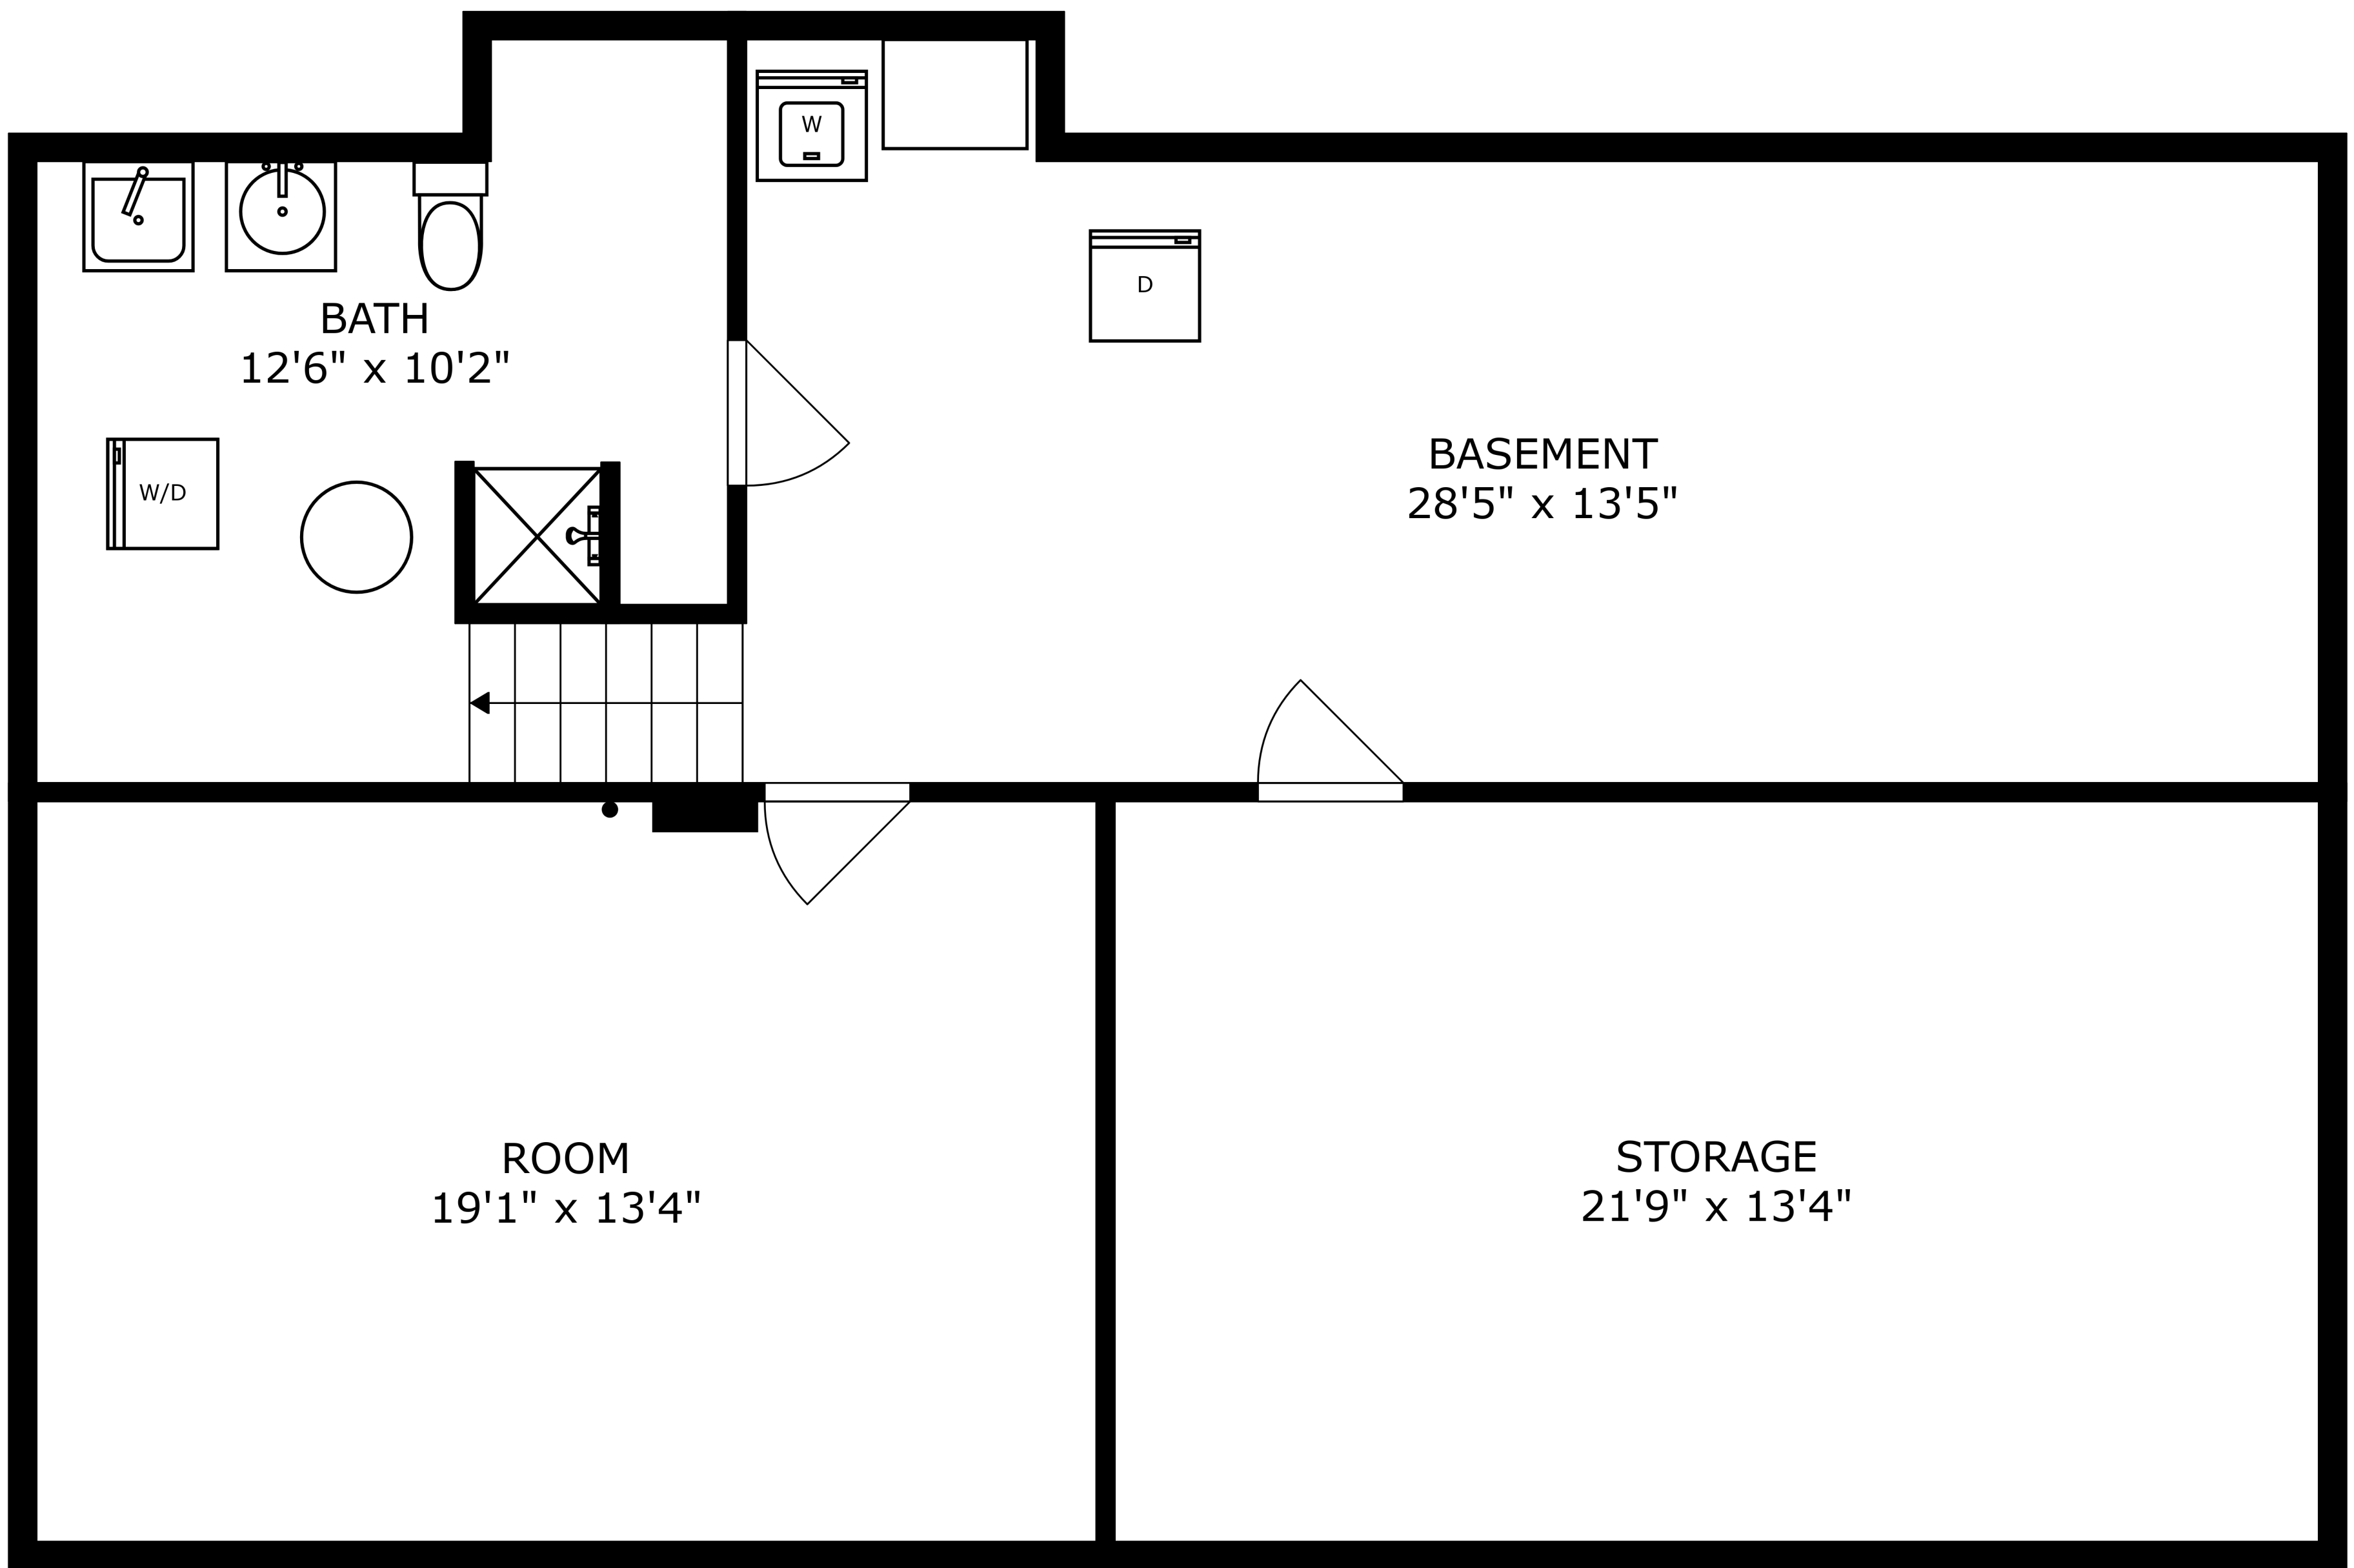 W
D
BATH
12'6" x 10'2"
W/D
BASEMENT
28'5" x 13'5"
ROOM
19'1" x 13'4"
STORAGE
21'9" x 13'4"